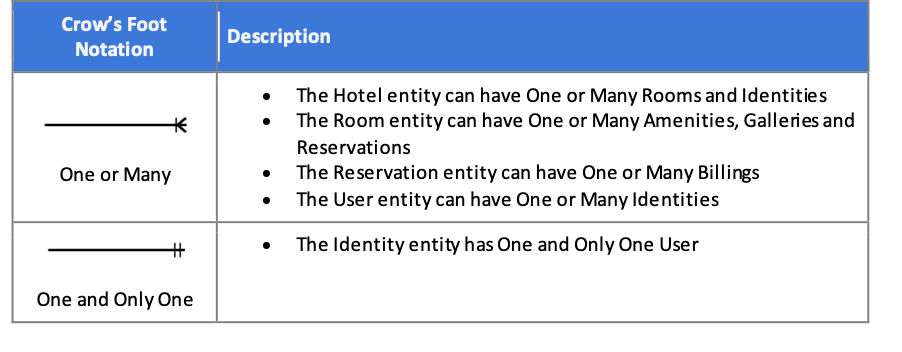 Crow's Foot
Notation
Description
One or Many
• The Hotel entity can have One or Many Rooms and Identities
• The Room entity can have One or Many Amenities, Galleries and
Reservations
• The Reservation entity can have One or Many Billings
• The User entity can have One or Many Identities
One and Only One
• The Identity entity has One and Only One User